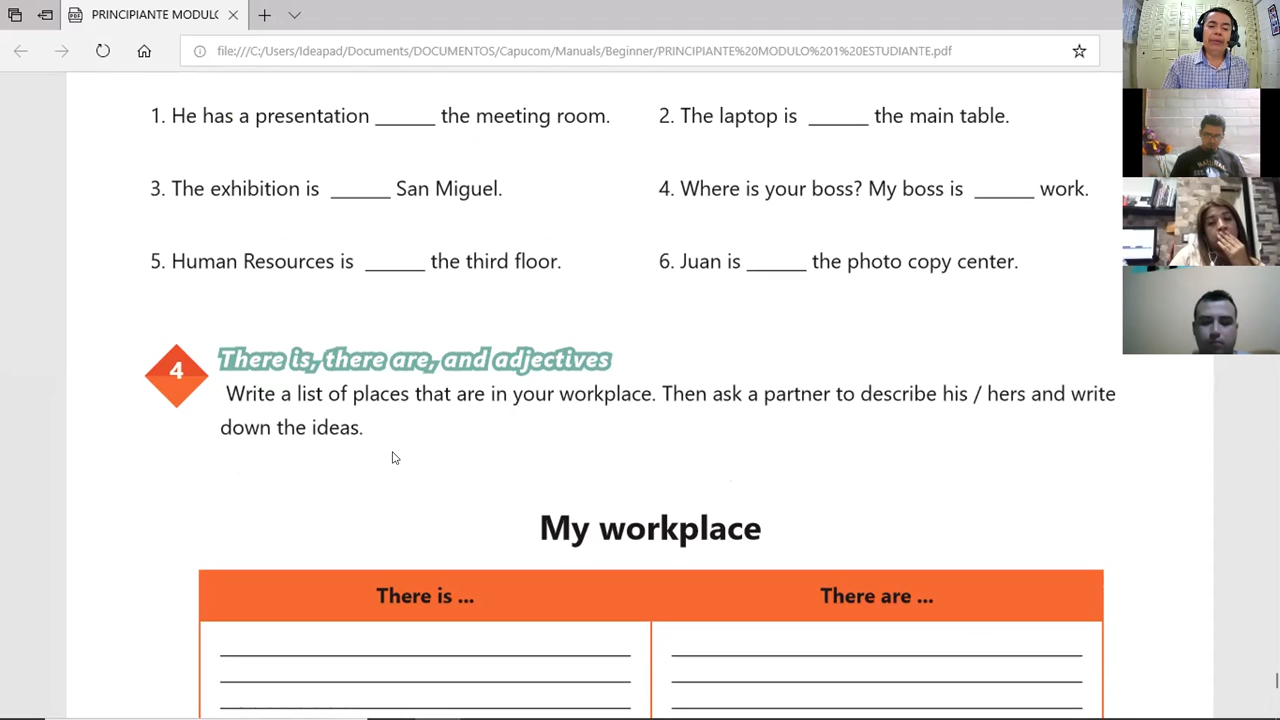 PRINCIPIANTE MODULO
file:///C:/Users/Ideapad/Documents/DOCUMENTOS/Capucom/Manuals/Beginner/PRINCIPIANTE%20MODULO%201%20ESTUDIANTE.pdf
1. He has a presentation ______ the meeting room.
2. The laptop is ______ the main table.
3. The exhibition is ______ San Miguel.
4. Where is your boss? My boss is ______ work.
5. Human Resources is ______ the third floor.
6. Juan is ______ the photo copy center.
4
There is, there are, and adjectives
Write a list of places that are in your workplace. Then ask a partner to describe his / hers and write
down the ideas.
My workplace
There is ...
There are ...